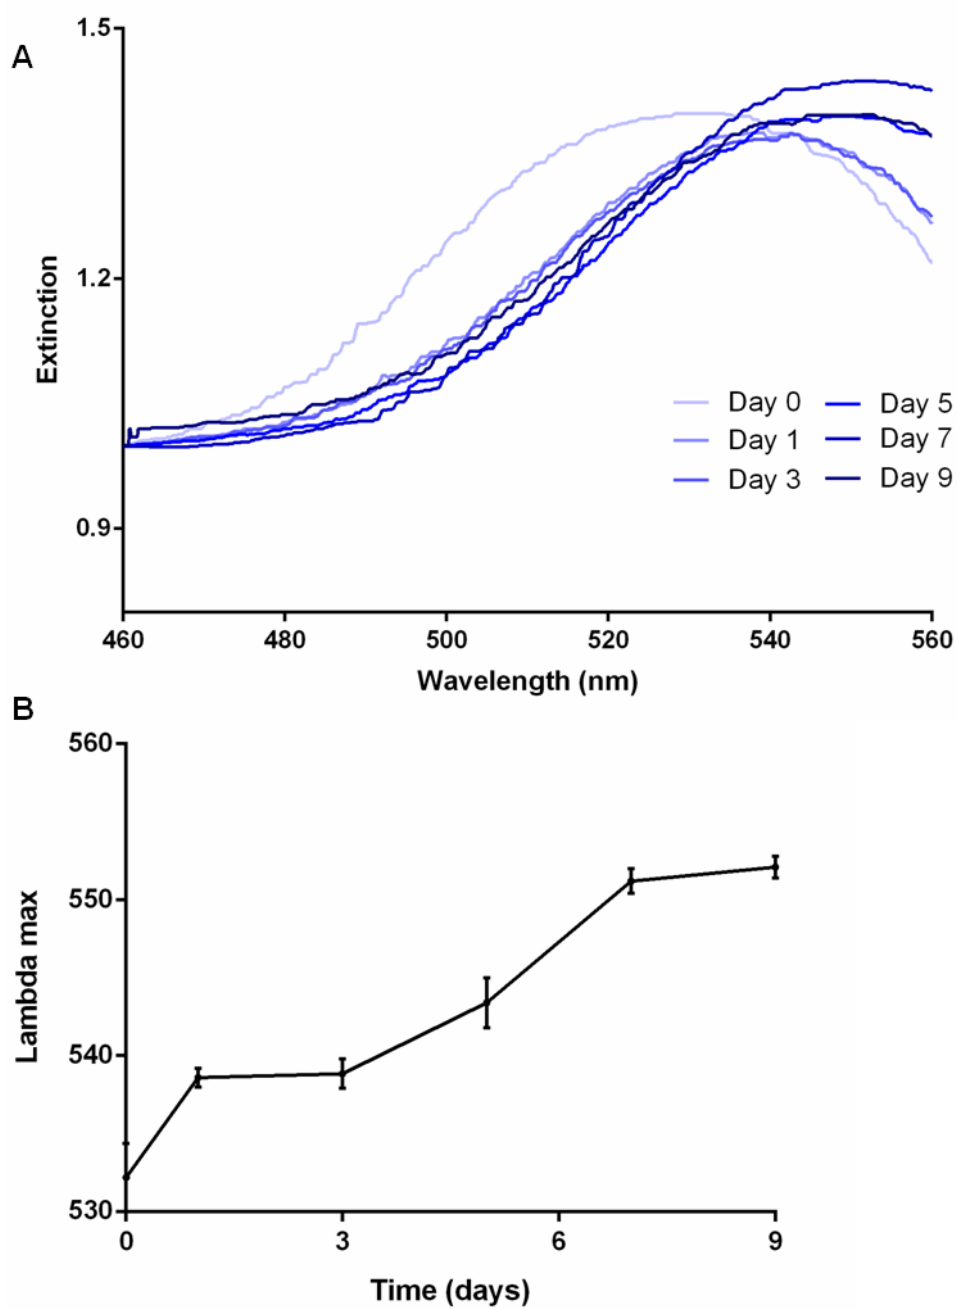 A
1.5
1.2
0.9
Extinction
Day 0
Day 5
Day 1
Day 7
Day 3
Day 9
460 480 500 520 540 560
Wavelength (nm)
B
560
550
540
530
Lambda max
0 3 6 9
Time (days)